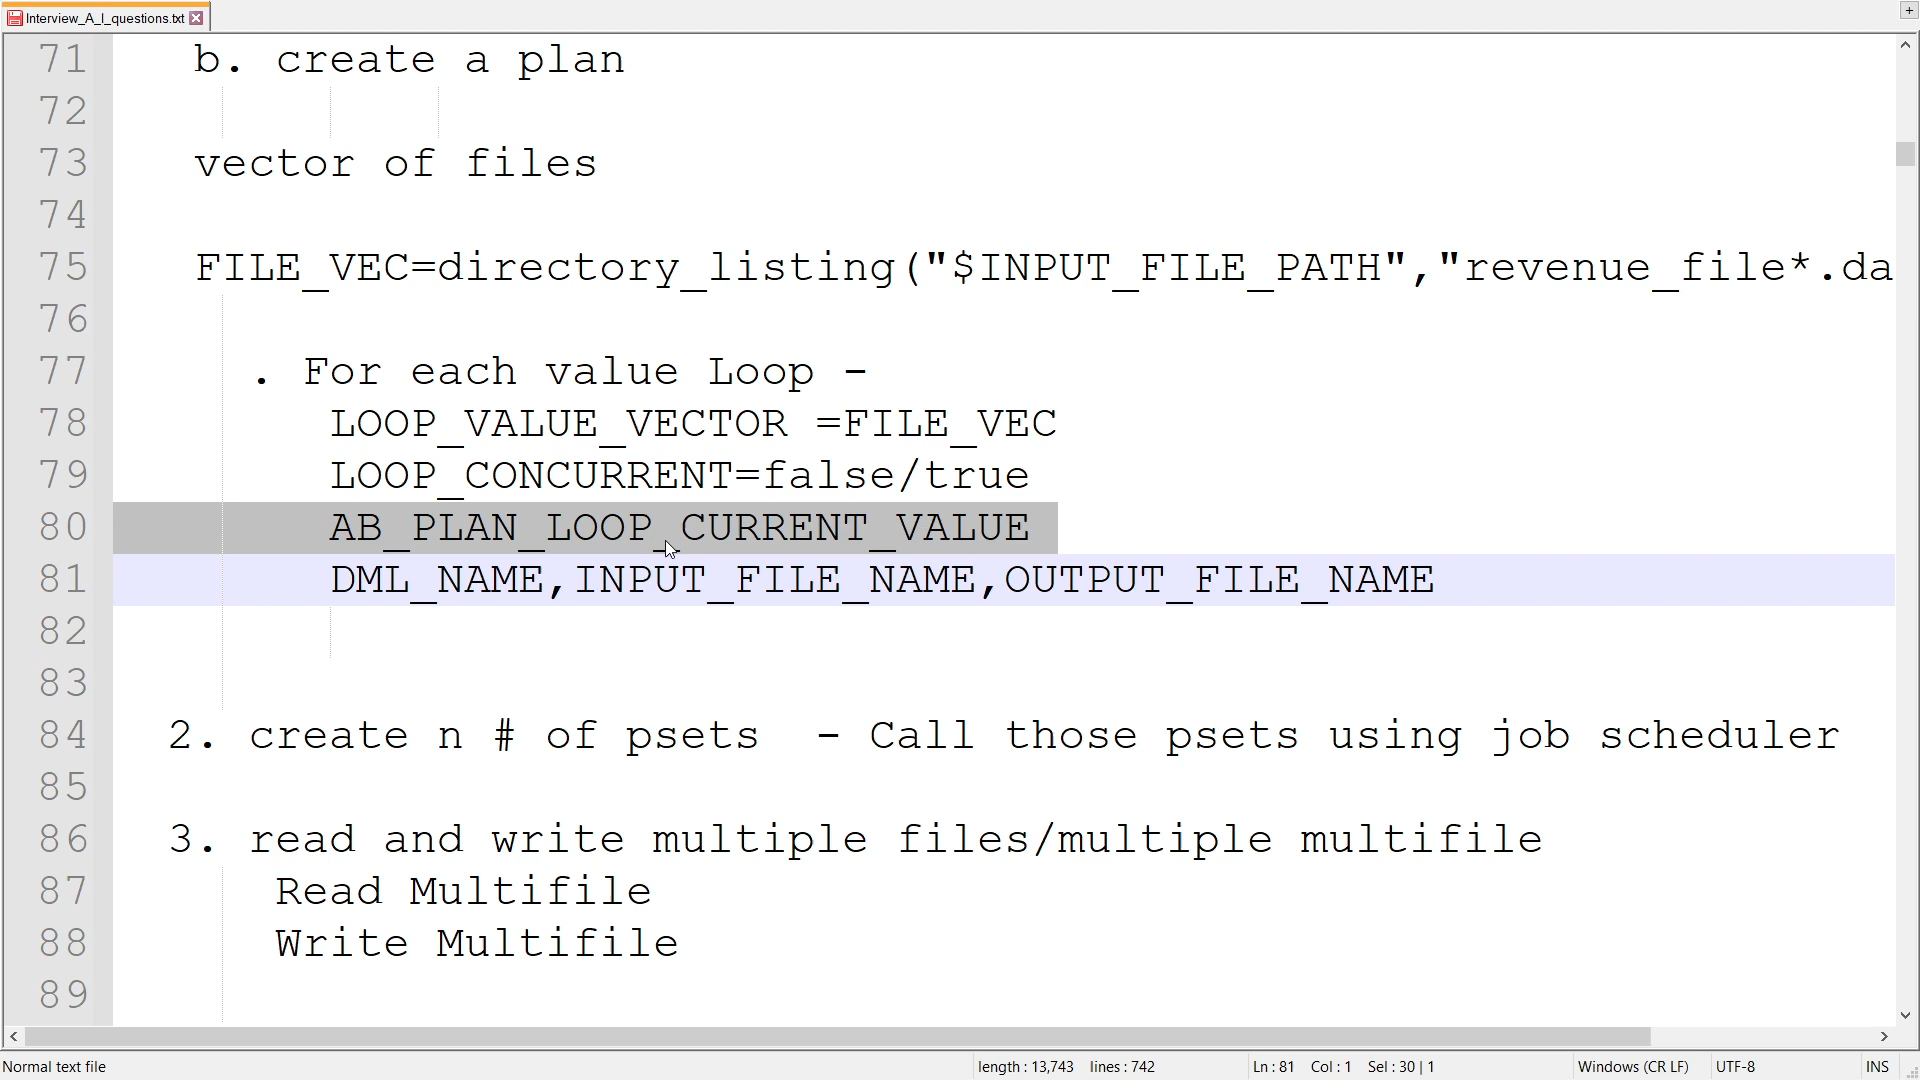 Interview_A_I_questions.txt
71 b. create a plan
72
73 vector of files
74
75 FILE_VEC=directory_listing("$INPUT_FILE_PATH","revenue_file*.da
76
77 . For each value Loop -
78 LOOP_VALUE_VECTOR =FILE_VEC
79 LOOP_CONCURRENT=false/true
80 AB_PLAN_LOOP_CURRENT_VALUE
81 DML_NAME,INPUT_FILE_NAME,OUTPUT_FILE_NAME
82
83
84 2. create n # of psets - Call those psets using job scheduler
85
86 3. read and write multiple files/multiple multifile
87 Read Multifile
88 Write Multifile
89
Normal text file length : 13,743 lines : 742 Ln : 81 Col : 1 Sel : 30 | 1 Windows (CR LF) UTF-8 INS